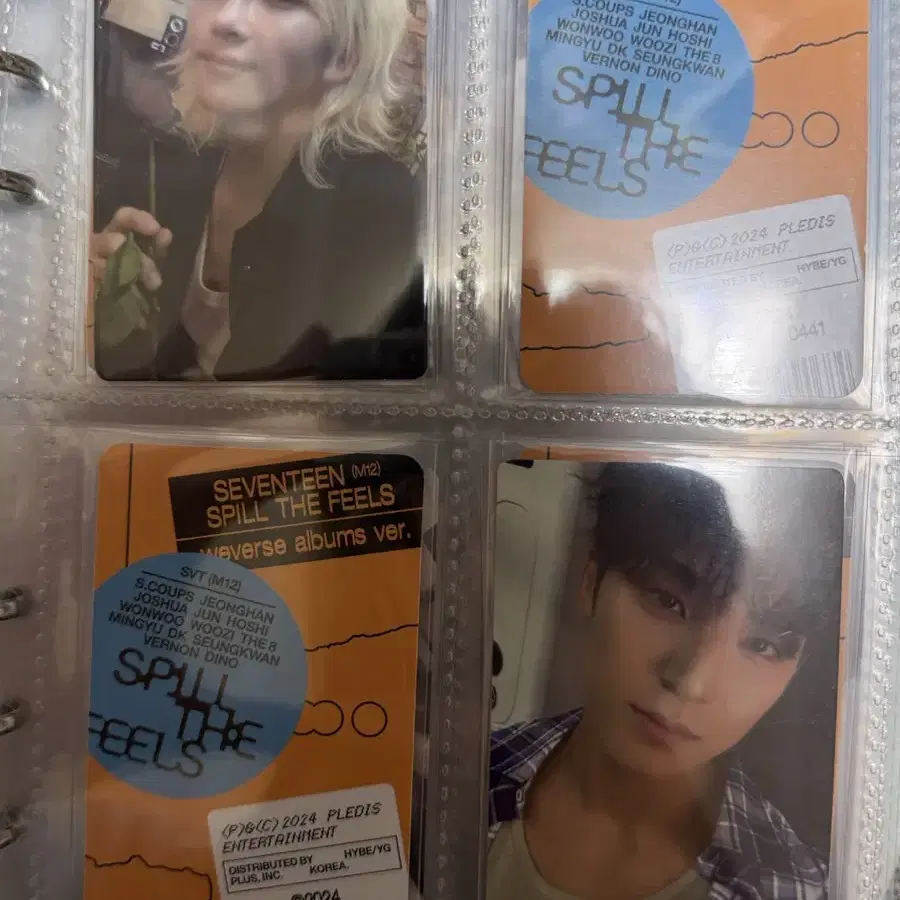 S.COUPS JEONGHAN
JOSHUA JUN HOSHI
WONWOO WOOZI THE 8
MINGYU DK SEUNGKWAN
VERNON DINO
SPILL
THE
FEELS
(P)&(C) 2024 PLEDIS
ENTERTAINMENT
HYBE/YG
0441
SEVENTEEN (M12)
SPILL THE FEELS
weverse albums ver.
SVT (M12)
S.COUPS JEONGHAN
JOSHUA JUN HOSHI
WONWOO WOOZI THE 8
MINGYU DK SEUNGKWAN
VERNON DINO
SPILL
THE
FEELS
(P)&(C) 2024 PLEDIS
ENTERTAINMENT
DISTRIBUTED BY HYBE/YG
PLUS, INC. KOREA.
©2024